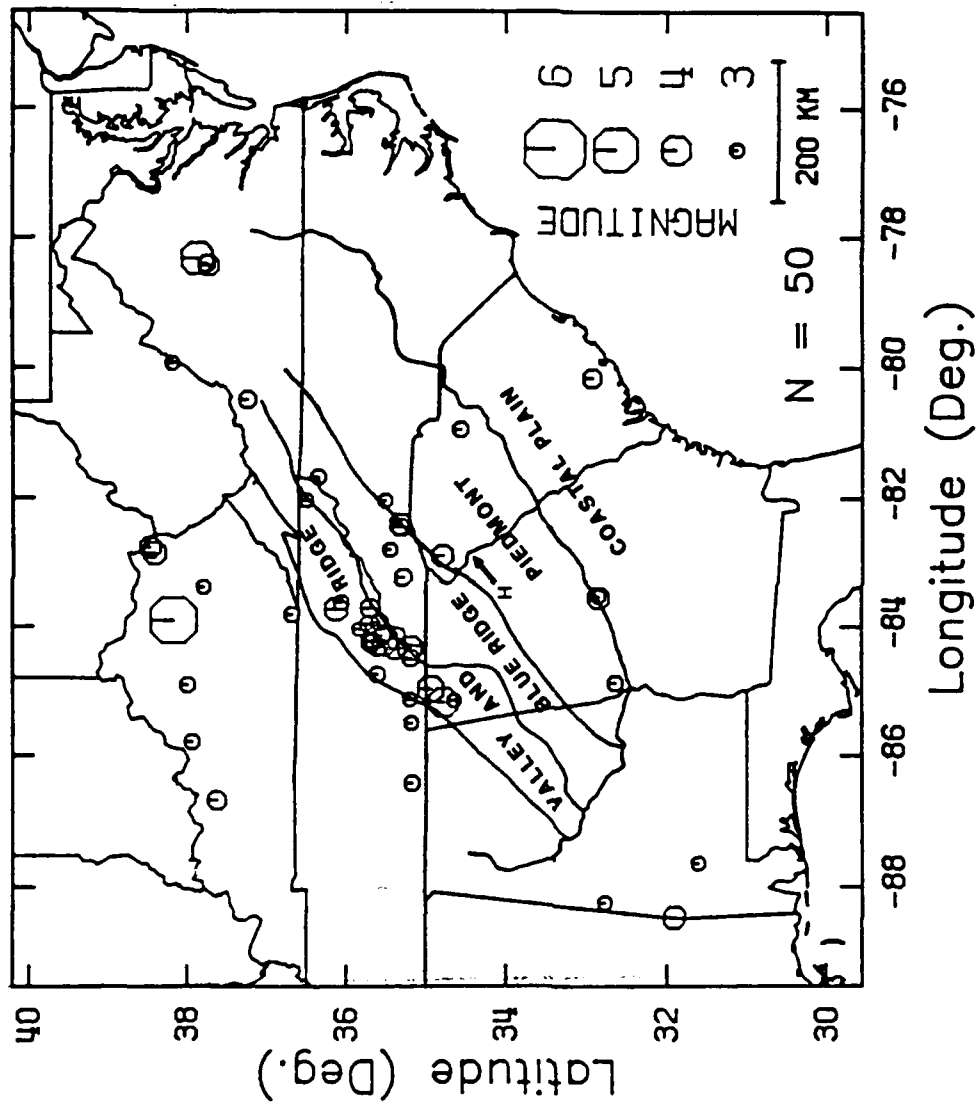 40
38
36
34
32
30
Latitude (Deg.)
-88
-86
-84
-82
-80
-78
-76
Longitude (Deg.)
VALLEY AND RIDGE
BLUE RIDGE
PIEDMONT
COASTAL PLAIN
H
N = 50
MAGNITUDE
6
5
4
3
200 KM